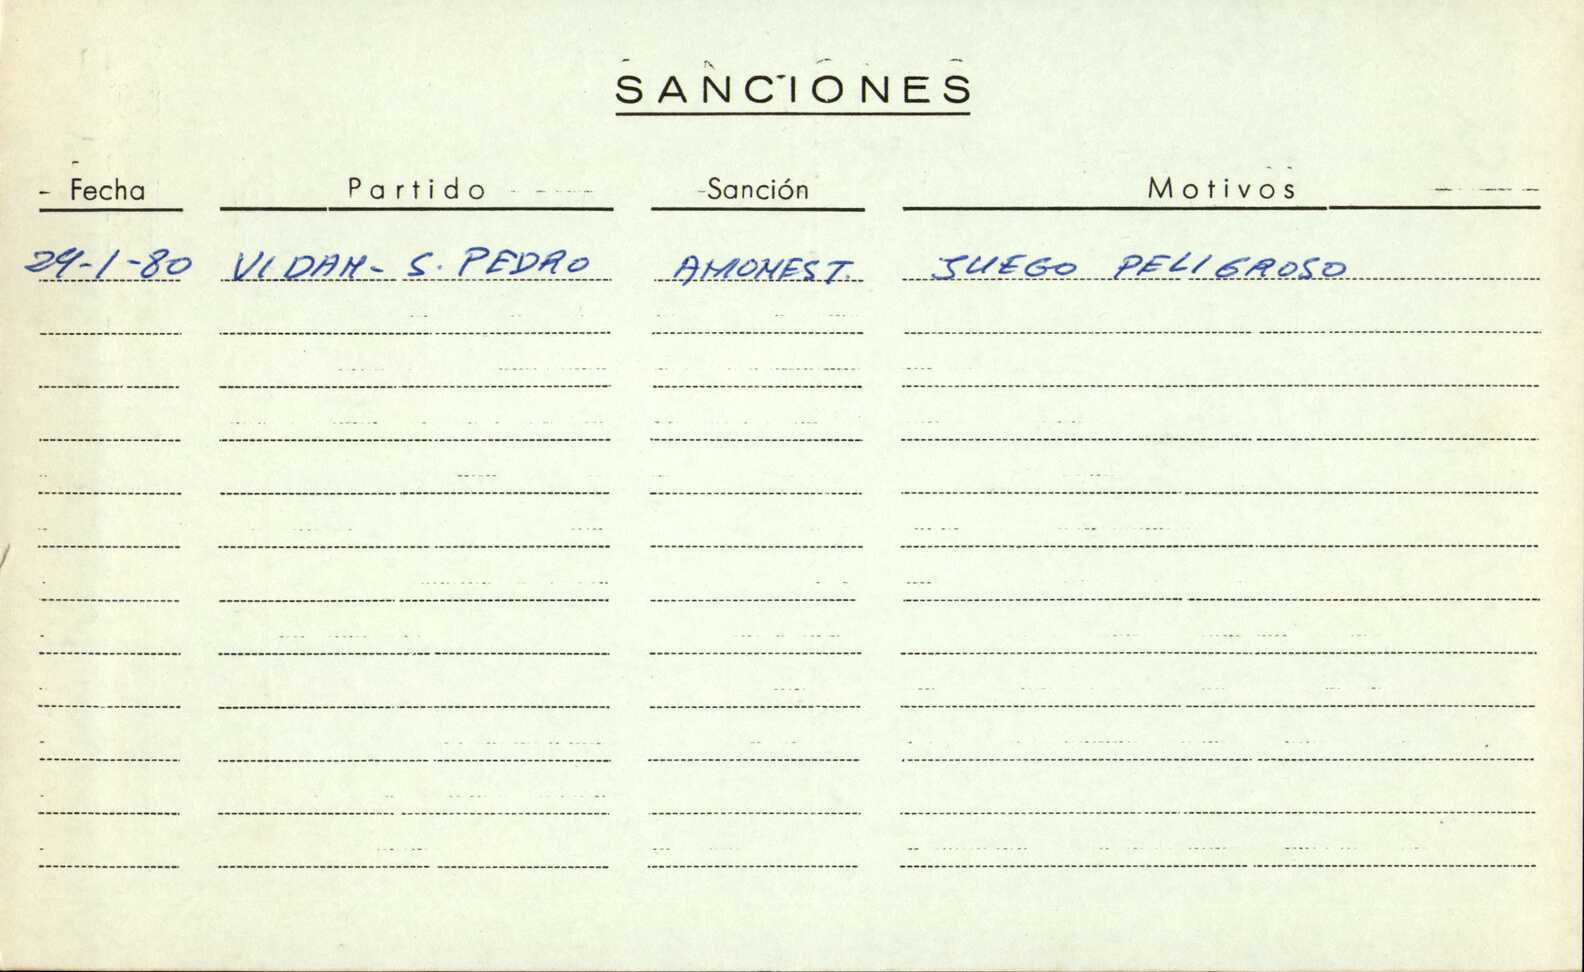 SANCIONES
Fecha Partido Sanción Motivos
29-1-80 VIDAN- S. PEDRO AMONEST. JUEGO PELIGROSO